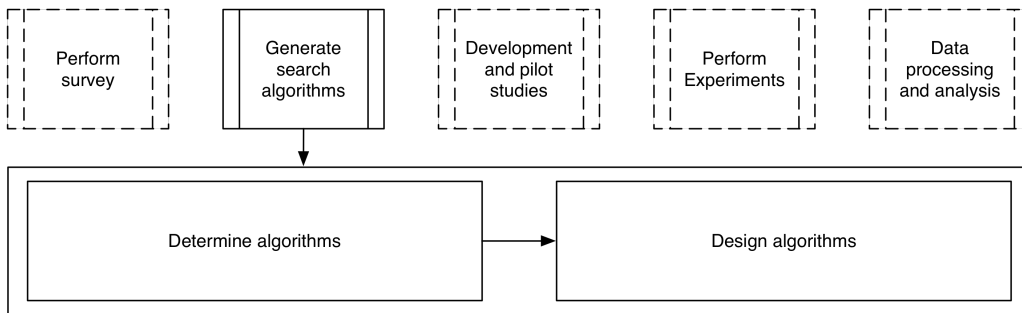 Perform
survey
Generate
search
algorithms
Development
and pilot
studies
Perform
Experiments
Data
processing
and analysis
Determine algorithms
Design algorithms